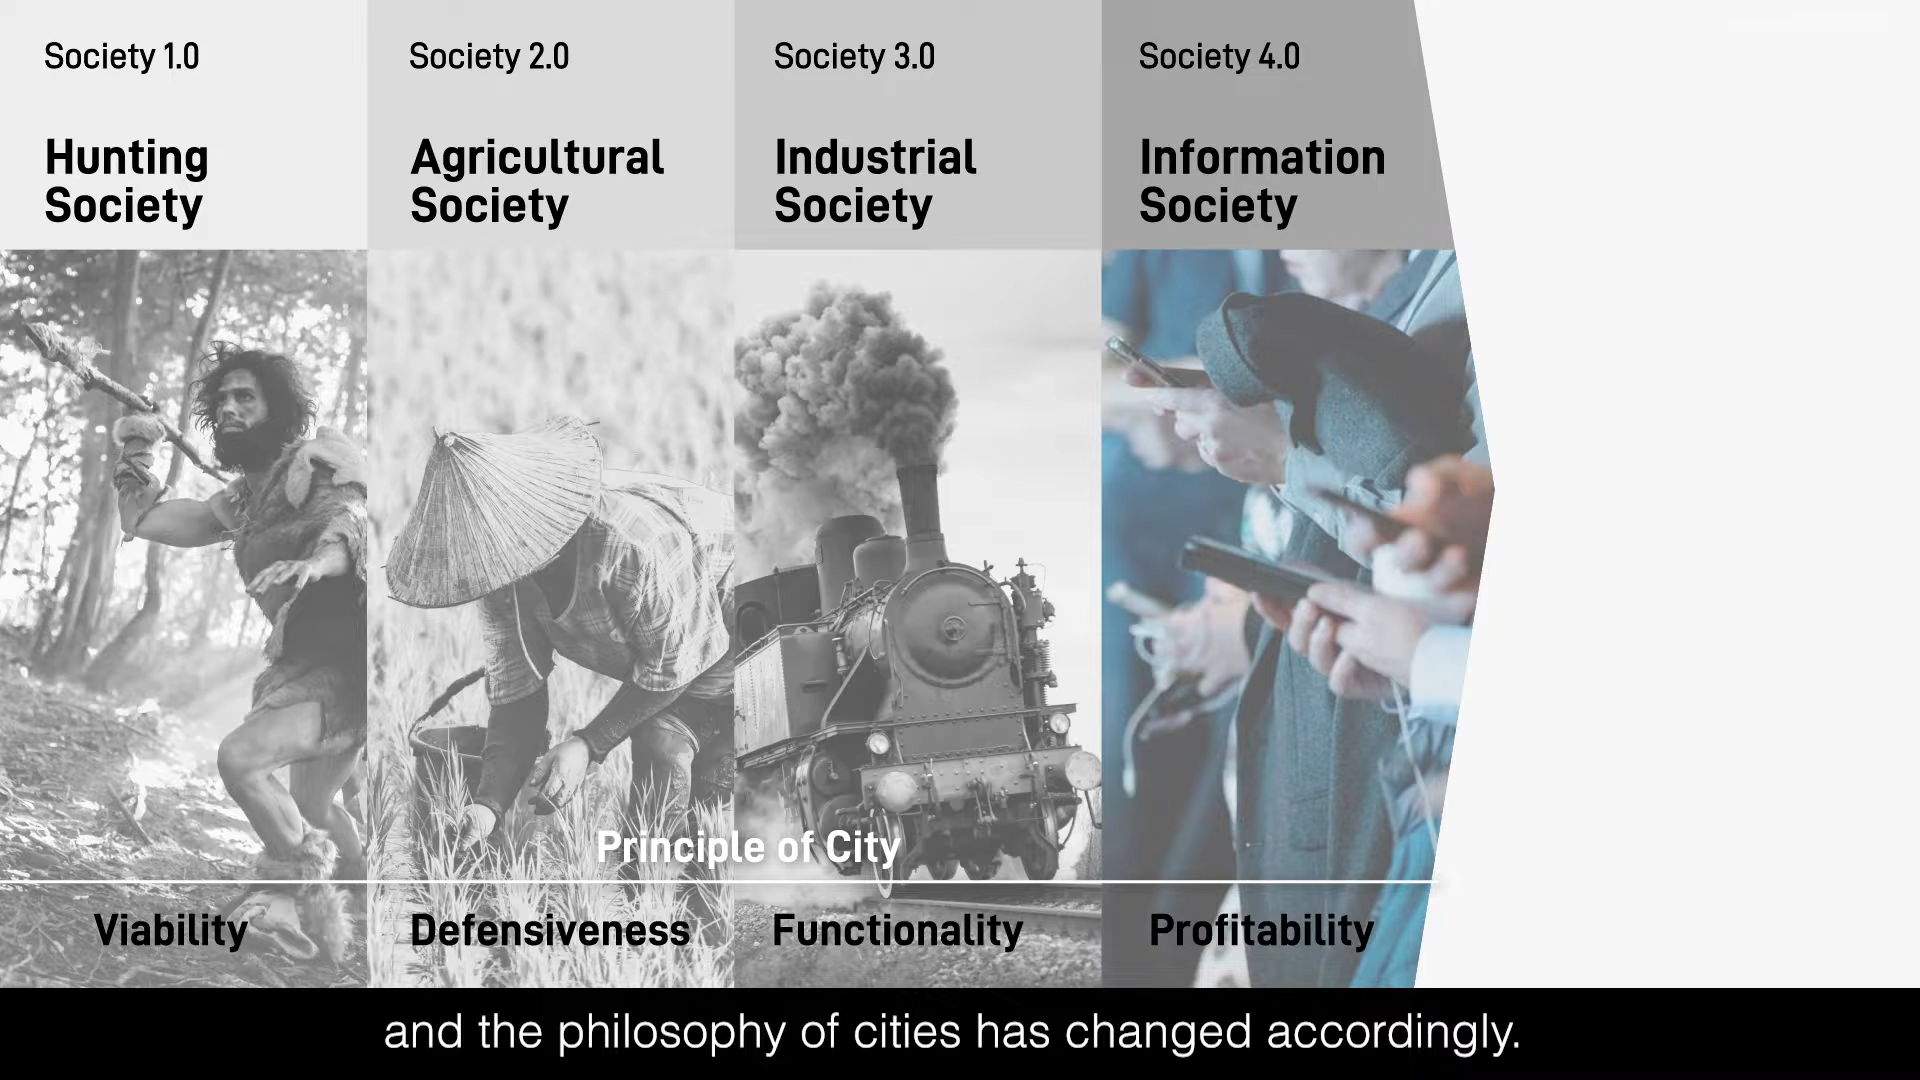 Society 1.0
Hunting
Society
Society 2.0
Agricultural
Society
Society 3.0
Industrial
Society
Society 4.0
Information
Society
Principle of City
Viability
Defensiveness
Functionality
Profitability
and the philosophy of cities has changed accordingly.